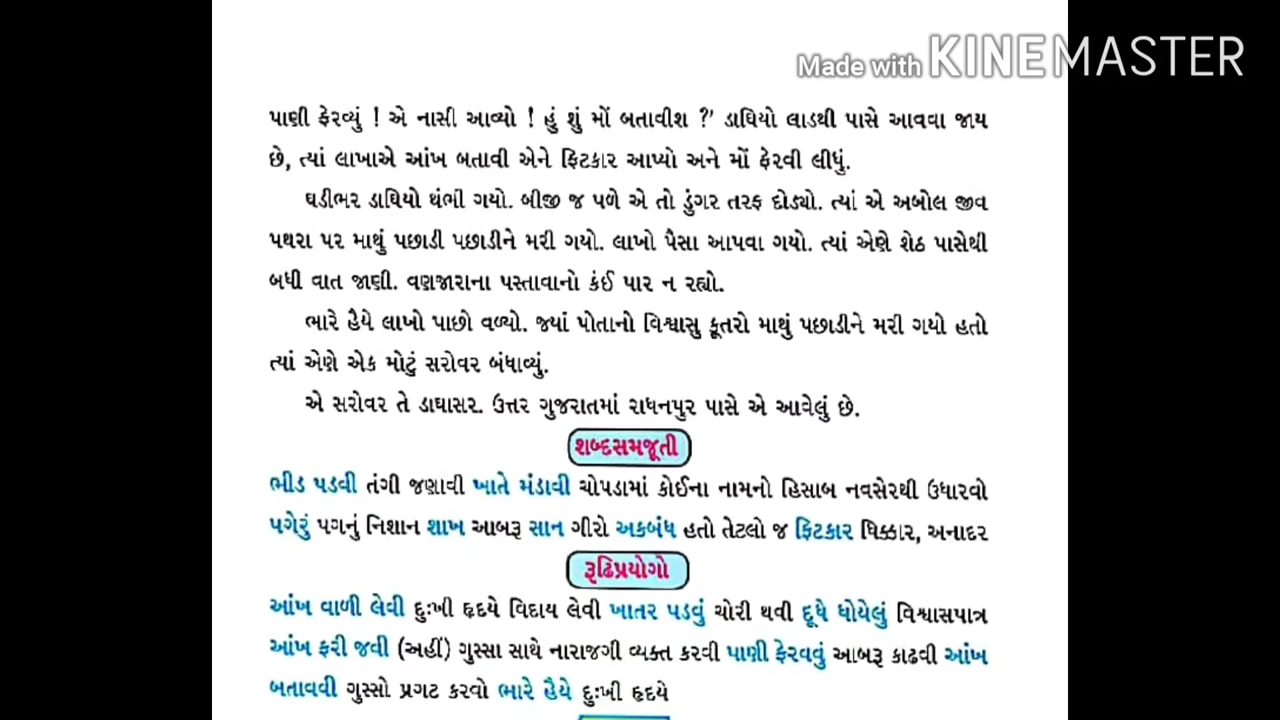 Made with KINEMASTER
પાણી ફેરવ્યું ! એ નાસી આવ્યો ! હું શું મોં બતાવીશ ?' ડાઘિયો લાડથી પાસે આવવા જાય
છે, ત્યાં લાખાએ આંખ બતાવી એને ફિટકાર આપ્યો અને મોં ફેરવી લીધું.
ઘડીભર ડાઘિયો થંભી ગયો. બીજી જ પળે એ તો ડુંગર તરફ દોડ્યો. ત્યાં એ અબોલ જીવ
પથરા પર માથું પછાડી પછાડીને મરી ગયો. લાખો પૈસા આપવા ગયો. ત્યાં એણે શેઠ પાસેથી
બધી વાત જાણી. વણજારાના પસ્તાવાનો કંઈ પાર ન રહ્યો.
ભારે હૈયે લાખો પાછો વળ્યો. જ્યાં પોતાનો વિશ્વાસુ કૂતરો માથું પછાડીને મરી ગયો હતો
ત્યાં એણે એક મોટું સરોવર બંધાવ્યું.
એ સરોવર તે ડાઘાસર. ઉત્તર ગુજરાતમાં રાધનપુર પાસે એ આવેલું છે.
શબ્દસમજૂતી
ભીડ પડવી તંગી જણાવી ખાતે મંડાવી ચોપડામાં કોઈના નામનો હિસાબ નવસેરથી ઉધારવો
પગેરું પગનું નિશાન શાખ આબરૂ સાન ગીરો અકબંધ હતો તેટલો જ ફિટકાર ધિક્કાર, અનાદર
રૂઢિપ્રયોગો
આંખ વાળી લેવી દુઃખી હૃદયે વિદાય લેવી ખાતર પડવું ચોરી થવી દૂધે ધોયેલું વિશ્વાસપાત્ર
આંખ ફરી જવી (અહીં) ગુસ્સા સાથે નારાજગી વ્યક્ત કરવી પાણી ફેરવવું આબરૂ કાઢવી આંખ
બતાવવી ગુસ્સો પ્રગટ કરવો ભારે હૈયે દુઃખી હૃદયે